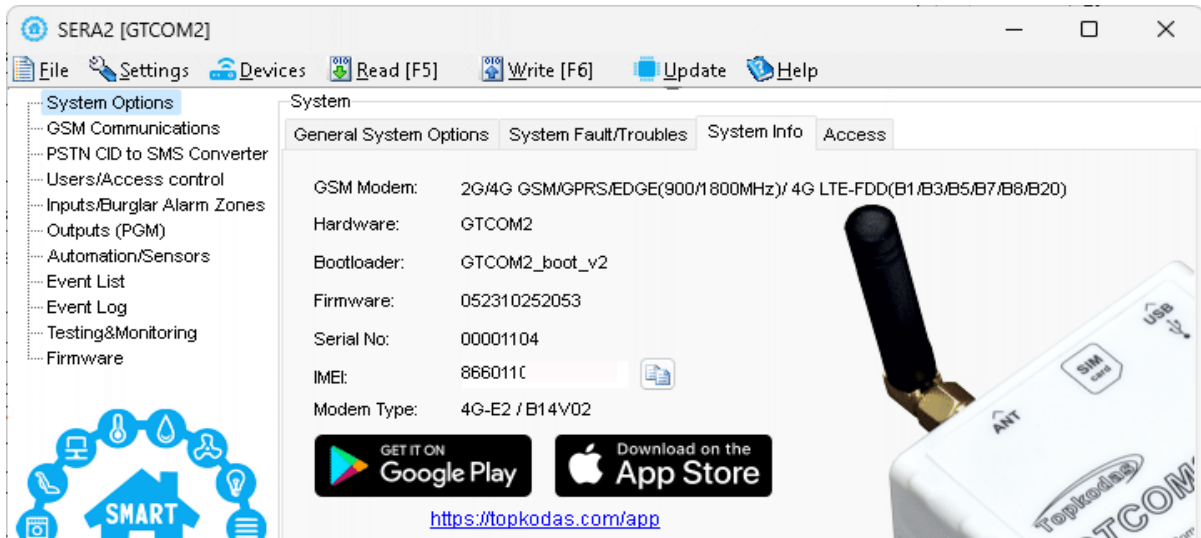 SERA2 [GTCOM2]
File Settings Devices Read [F5] Write [F6] Update Help
System Options
GSM Communications
PSTN CID to SMS Converter
Users/Access control
Inputs/Burglar Alarm Zones
Outputs (PGM)
Automation/Sensors
Event List
Event Log
Testing&Monitoring
Firmware
SMART
System
General System Options System Fault/Troubles System Info Access
GSM Modem: 2G/4G GSM/GPRS/EDGE(900/1800MHz)/ 4G LTE-FDD(B1/B3/B5/B7/B8/B20)
Hardware: GTCOM2
Bootloader: GTCOM2_boot_v2
Firmware: 052310252053
Serial No: 00001104
IMEI: 866011
Modem Type: 4G-E2 / B14V02
GET IT ON
Google Play
Download on the
App Store
https://topkodas.com/app
USB
SIM
card
ANT
Topkodas
GTCOM